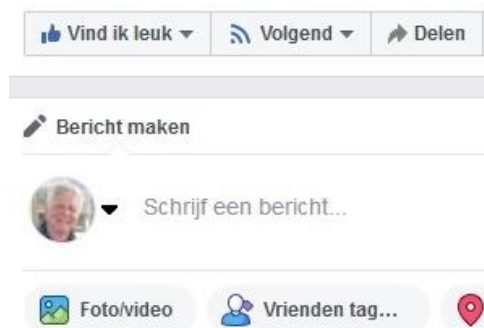 Vind ik leuk Volgend Delen
Bericht maken
Schrijf een bericht...
Foto/video Vrienden tag...